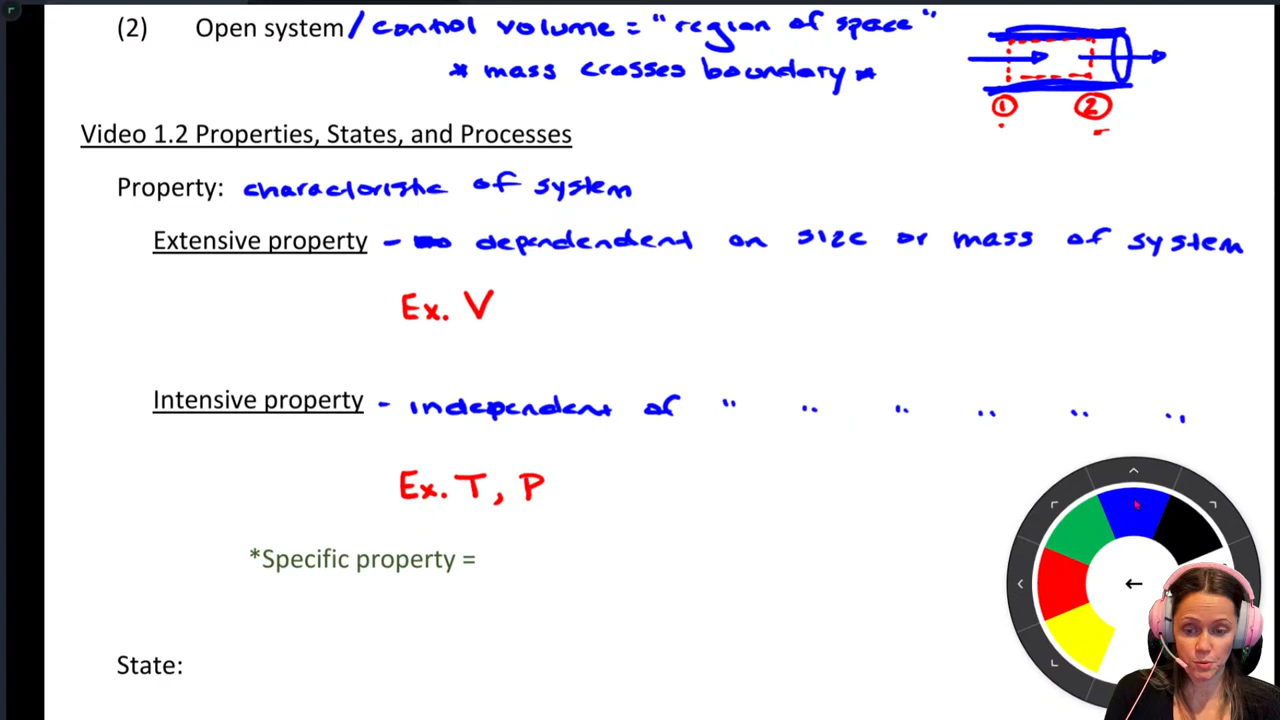 (2) Open system / control volume = "region of space"
* mass crosses boundary *
1 2
Video 1.2 Properties, States, and Processes
Property: characteristic of system
Extensive property - dependendent on size or mass of system
Ex. V
Intensive property - independent of " " " " " "
Ex. T, P
*Specific property =
State: